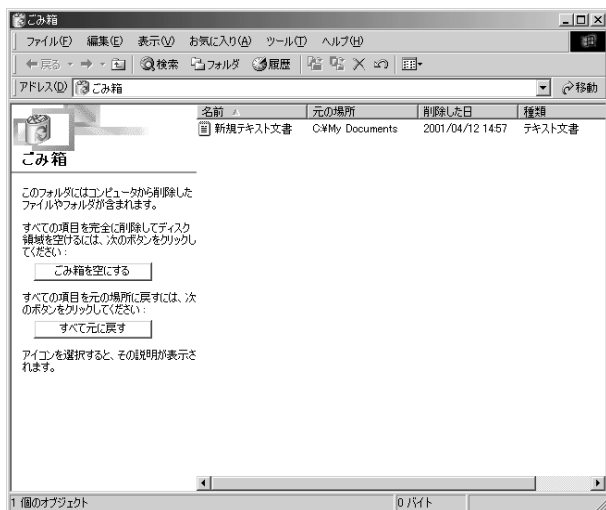 ごみ箱
ファイル(F) 編集(E) 表示(V) お気に入り(A) ツール(T) ヘルプ(H)
戻る 検索 フォルダ 履歴
アドレス(D) ごみ箱 移動
名前 元の場所 削除した日 種類
新規テキスト文書 C:¥My Documents 2001/04/12 14:57 テキスト文書
ごみ箱
このフォルダにはコンピュータから削除した
ファイルやフォルダが含まれます。
すべての項目を完全に削除してディスク
領域を空けるには、次のボタンをクリックし
てください:
ごみ箱を空にする
すべての項目を元の場所に戻すには、次
のボタンをクリックしてください:
すべて元に戻す
アイコンを選択すると、その説明が表示さ
れます。
1 個のオブジェクト 0 バイト